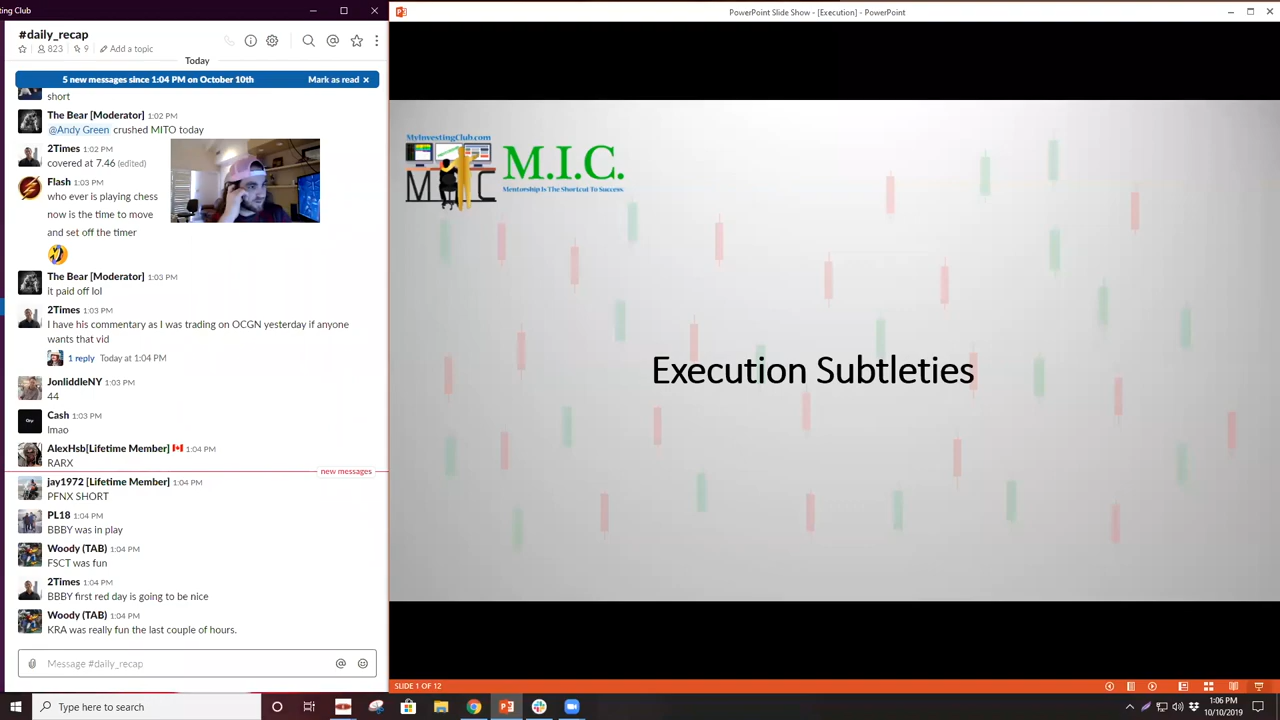 ting Club
#daily_recap
823
9
Add a topic
Today
5 new messages since 1:04 PM on October 10th
Mark as read ×
short
The Bear [Moderator] 1:02 PM
@Andy Green crushed MITO today
2Times 1:02 PM
covered at 7.46 (edited)
Flash 1:03 PM
who ever is playing chess
now is the time to move
and set off the timer
The Bear [Moderator] 1:03 PM
it paid off lol
2Times 1:03 PM
I have his commentary as I was trading on OCGN yesterday if anyone
wants that vid
1 reply Today at 1:04 PM
JonliddleNY 1:03 PM
44
Cash 1:03 PM
lmao
AlexHsb[Lifetime Member] 1:04 PM
RARX
new messages
jay1972 [Lifetime Member] 1:04 PM
PFNX SHORT
PL18 1:04 PM
BBBY was in play
Woody (TAB) 1:04 PM
FSCT was fun
2Times 1:04 PM
BBBY first red day is going to be nice
Woody (TAB) 1:04 PM
KRA was really fun the last couple of hours.
Message #daily_recap
PowerPoint Slide Show - [Execution] - PowerPoint
MyInvestingClub.com
M.I.C.
Mentorship Is The Shortcut To Success.
MIC
Execution Subtleties
SLIDE 1 OF 12
Type here to search
1:06 PM
10/10/2019